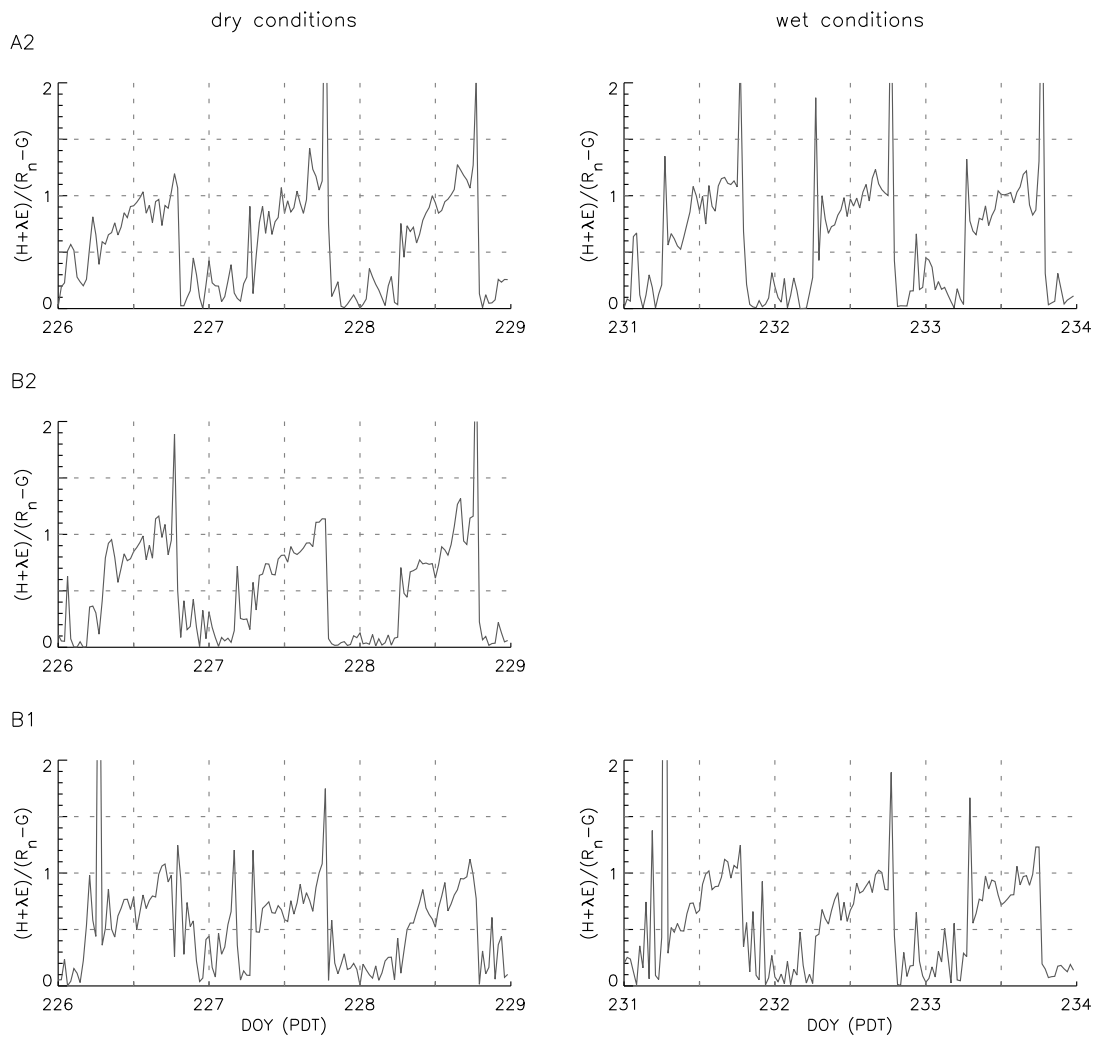 dry conditions wet conditions
A2
2 2
(H+λE)/(Rn−G) 1 (H+λE)/(Rn−G) 1
0 0
226 227 228 229 231 232 233 234
B2
2
(H+λE)/(Rn−G) 1
0
226 227 228 229
B1
2 2
(H+λE)/(Rn−G) 1 (H+λE)/(Rn−G) 1
0 0
226 227 228 229 231 232 233 234
DOY (PDT) DOY (PDT)